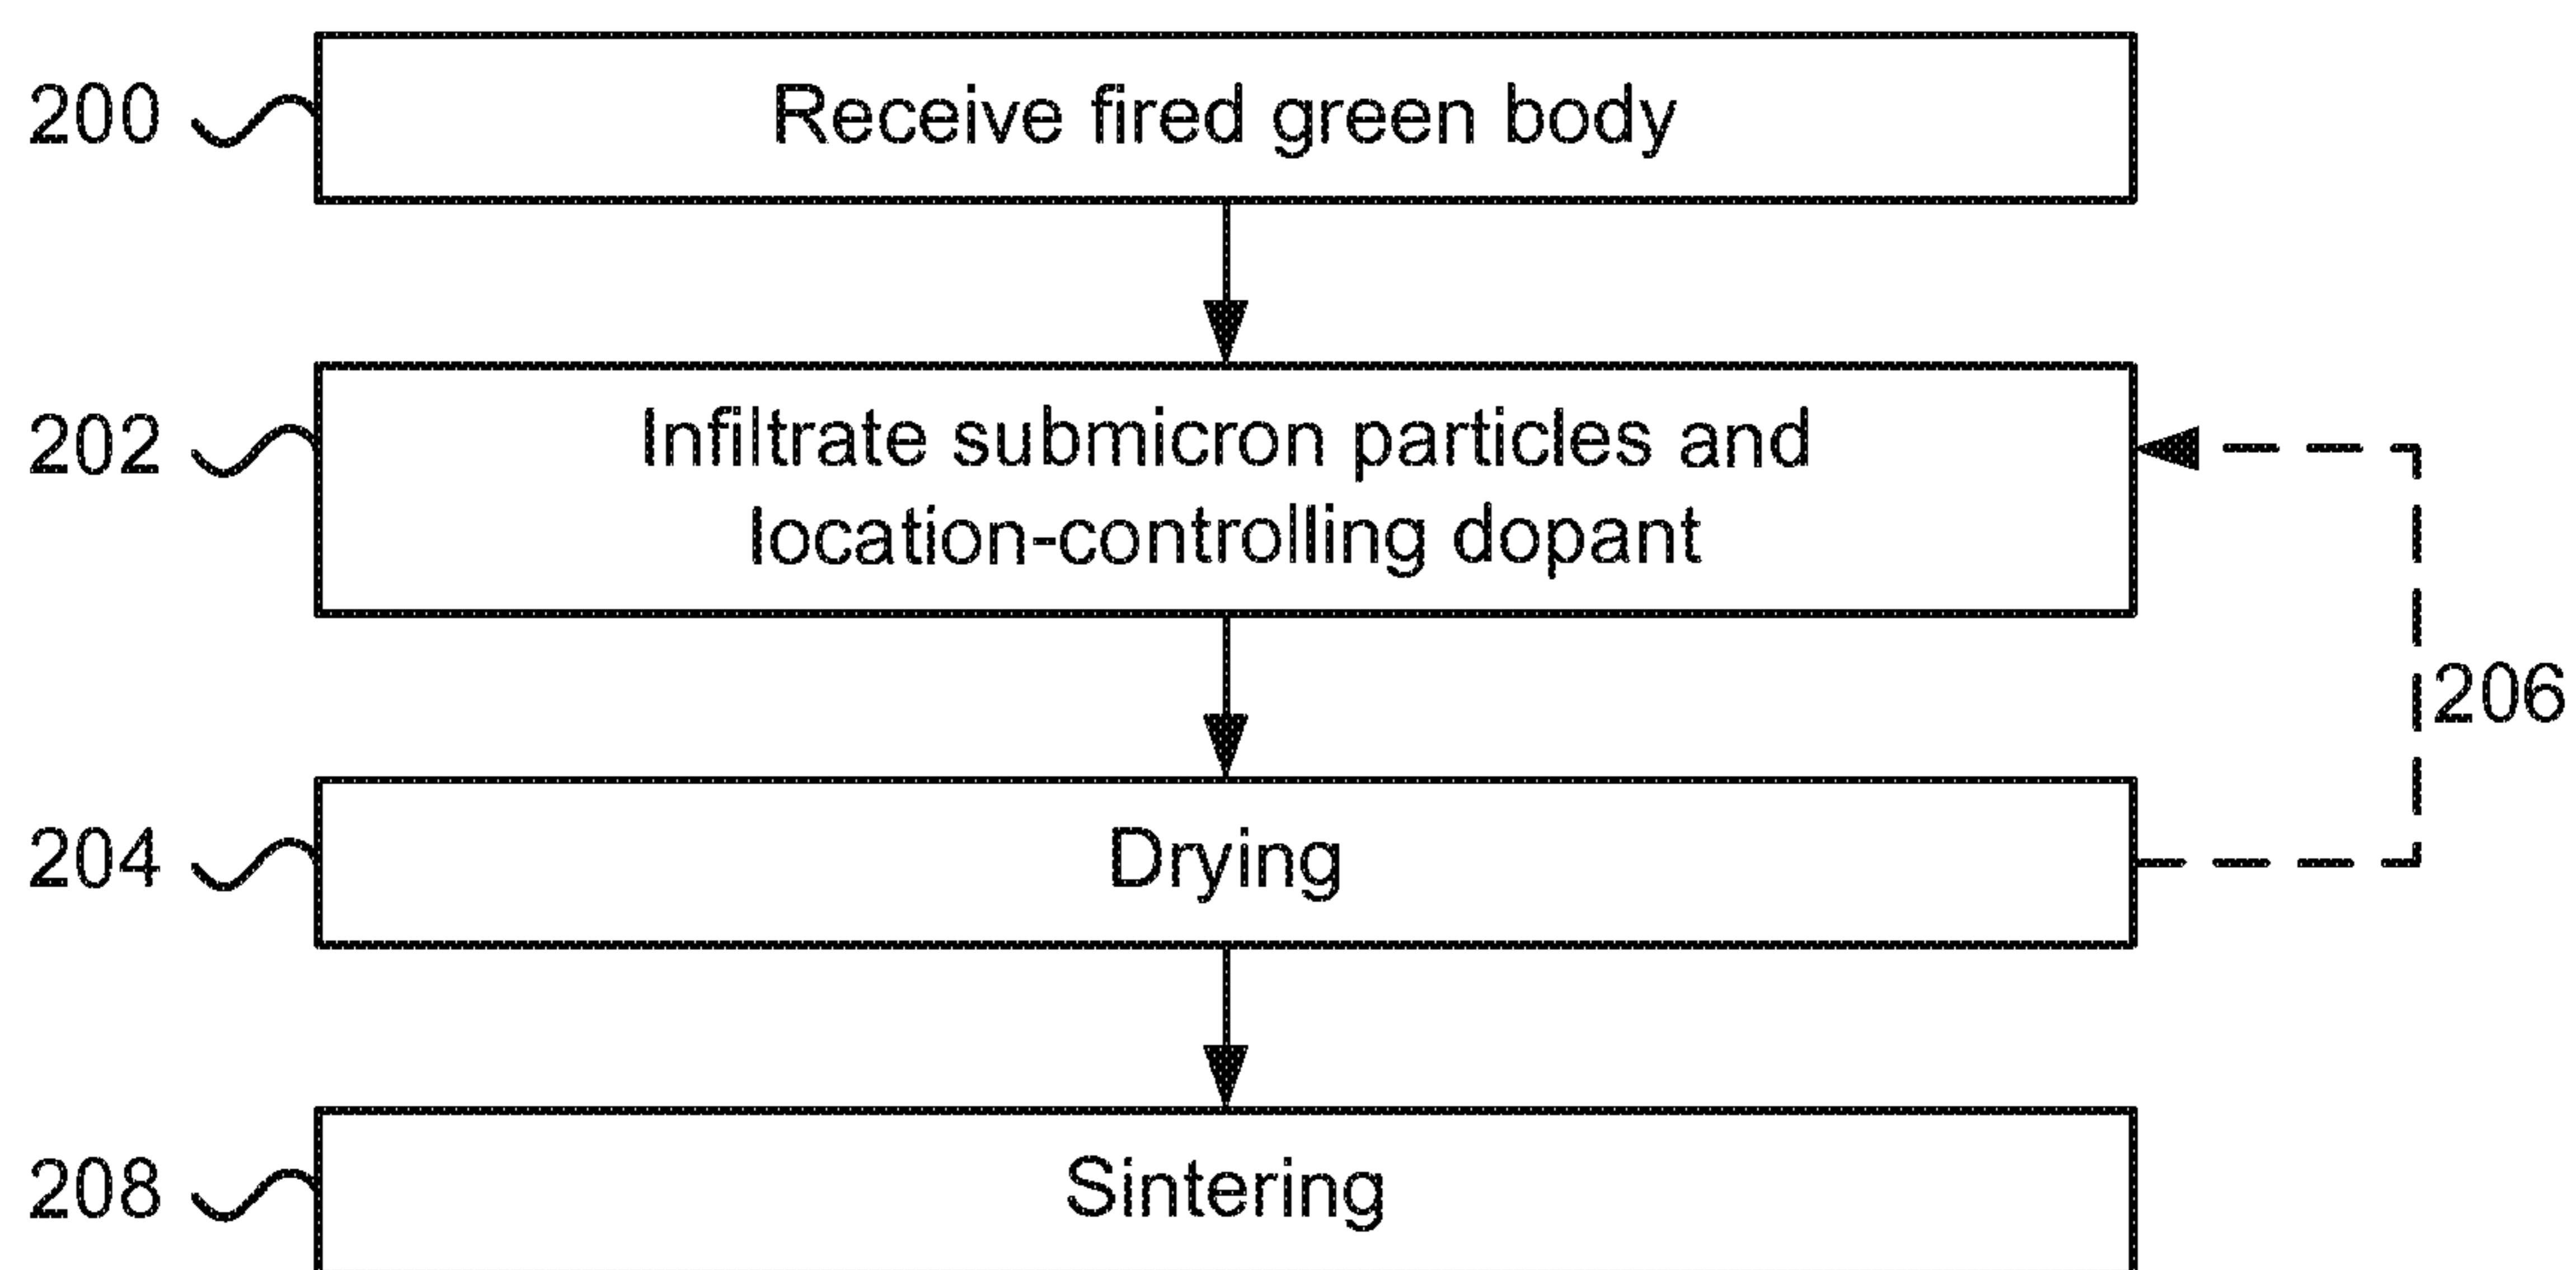 200
Receive fired green body
202
Infiltrate submicron particles and
location-controlling dopant
206
204
Drying
208
Sintering